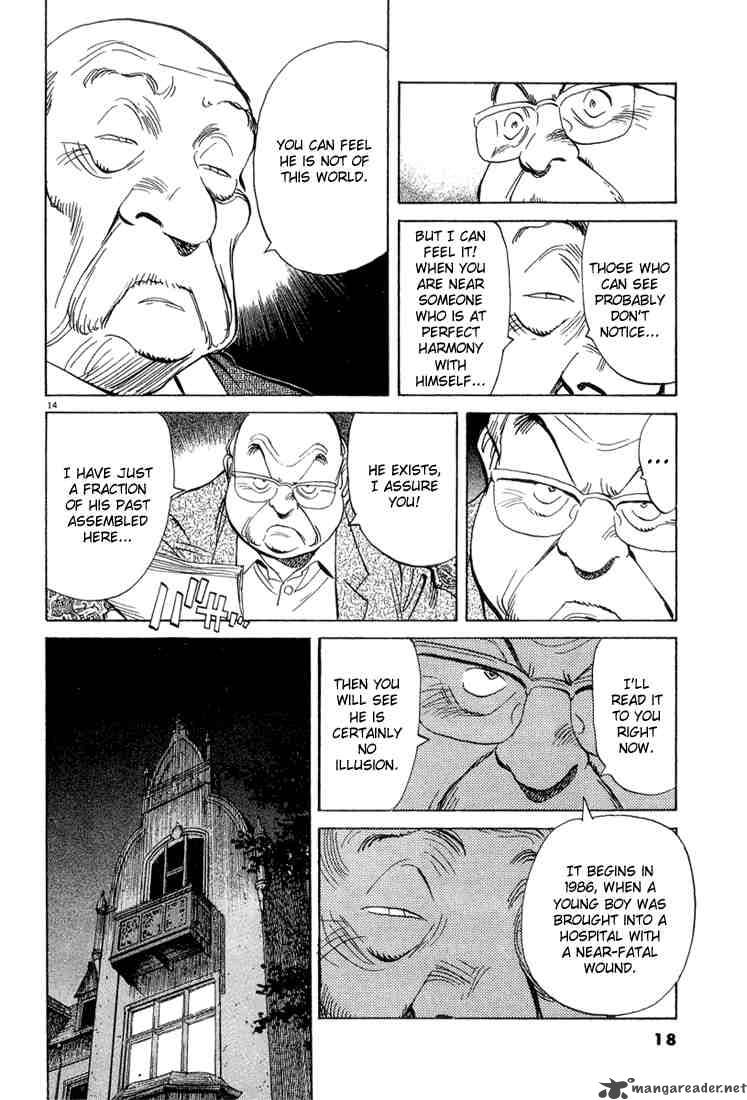 THOSE WHO
CAN SEE
PROBABLY
DON'T
NOTICE...
BUT I CAN
FEEL IT!
WHEN YOU
ARE NEAR
SOMEONE
WHO IS AT
PERFECT
HARMONY
WITH
HIMSELF...
YOU CAN FEEL
HE IS NOT OF
THIS WORLD.
14
...
HE EXISTS,
I ASSURE
YOU!
I HAVE JUST
A FRACTION
OF HIS PAST
ASSEMBLED
HERE...
バサッ
I'LL
READ IT
TO YOU
RIGHT
NOW.
THEN YOU
WILL SEE
HE IS
CERTAINLY
NO
ILLUSION.
IT BEGINS IN
1986, WHEN A
YOUNG BOY WAS
BROUGHT INTO A
HOSPITAL WITH
A NEAR-FATAL
WOUND.
18
mangareader.net